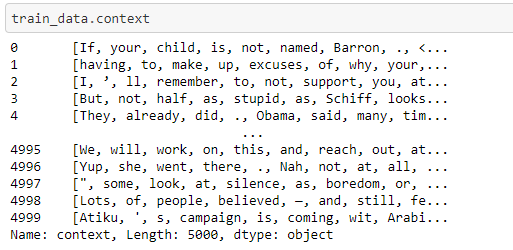 train_data.context
0 [If, your, child, is, not, named, Barron, ., <...
1 [having, to, make, up, excuses, of, why, your,...
2 [I, ’, ll, remember, to, not, support, you, at...
3 [But, not, half, as, stupid, as, Schiff, looks...
4 [They, already, did, ., Obama, said, many, tim...
...
4995 [We, will, work, on, this, and, reach, out, at...
4996 [Yup, she, went, there, ., Nah, not, at, all, ...
4997 [", some, look, at, silence, as, boredom, or, ...
4998 [Lots, of, people, believed, —, and, still, fe...
4999 [Atiku, ', s, campaign, is, coming, wit, Arabi...
Name: context, Length: 5000, dtype: object